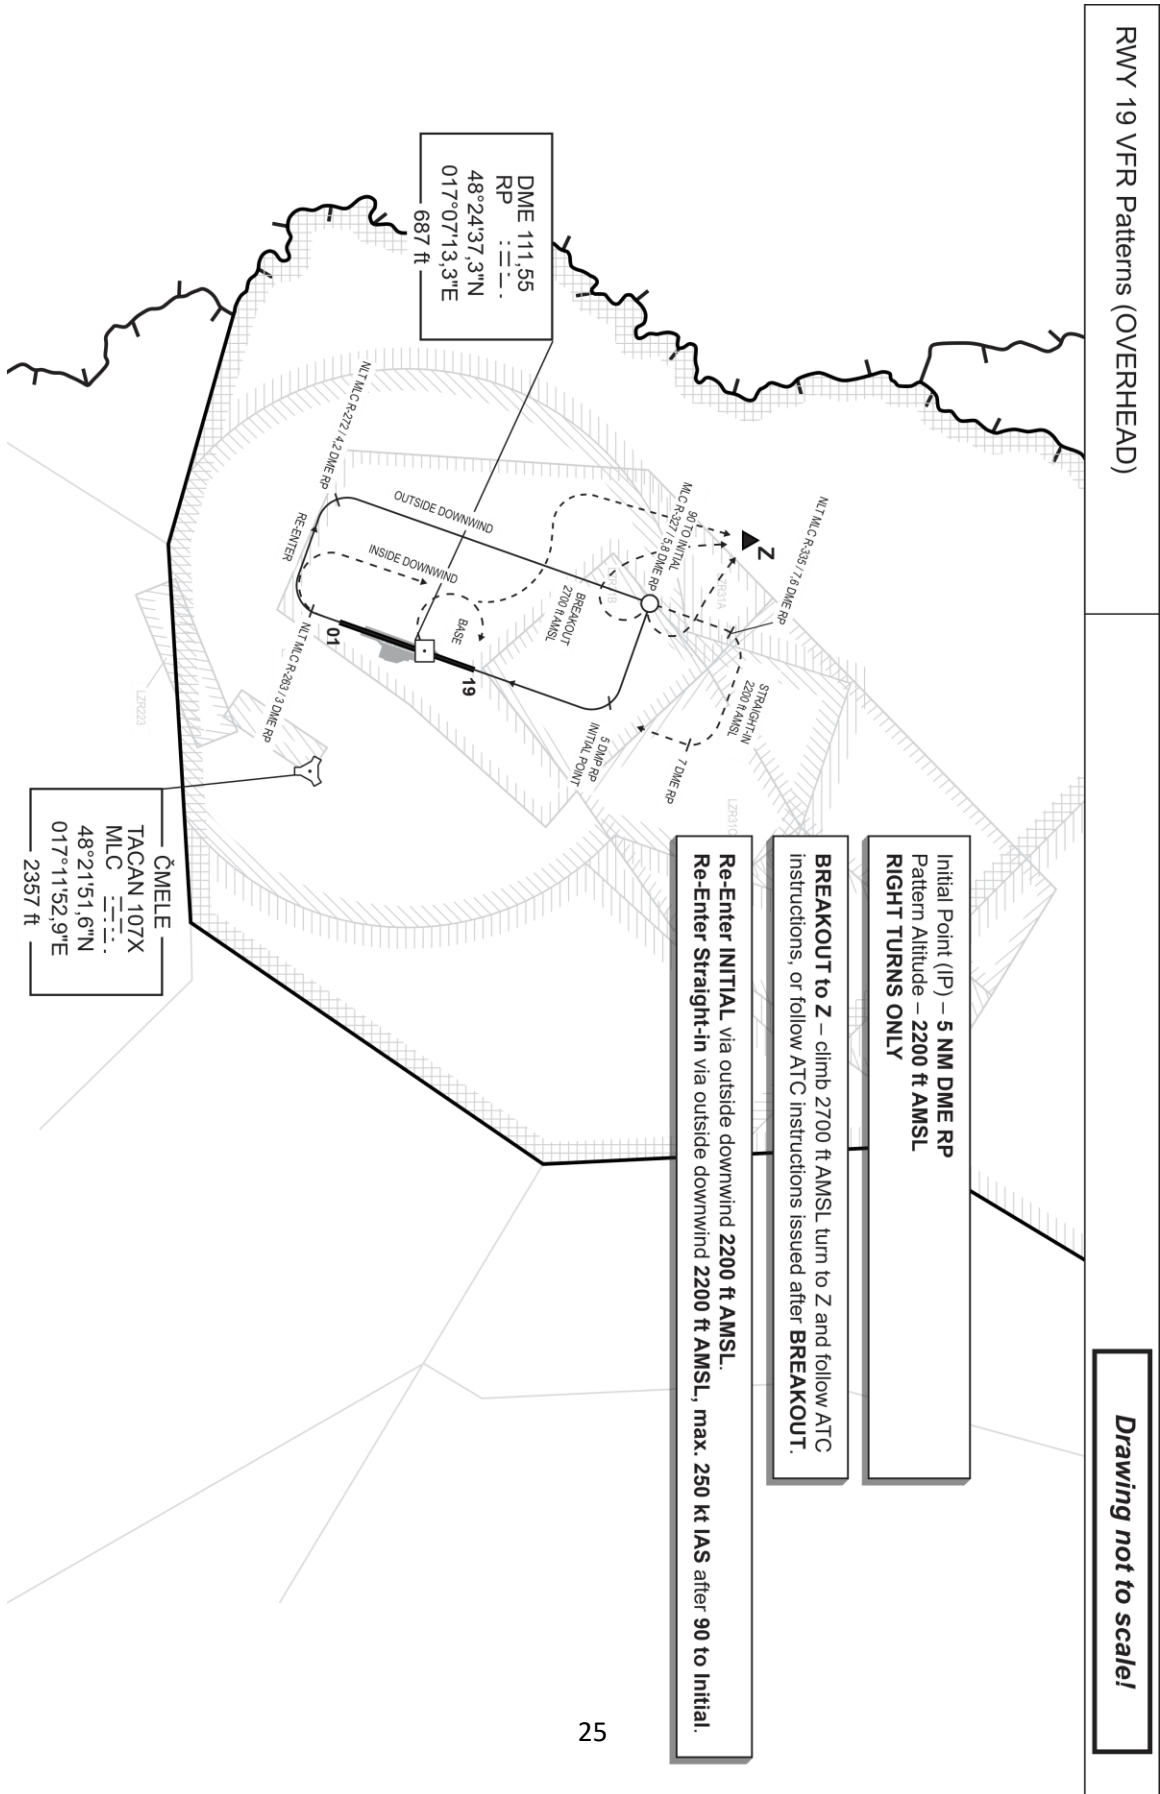 RWY 19 VFR Patterns (OVERHEAD)
Drawing not to scale!
Initial Point (IP) – 5 NM DME RP
Pattern Altitude – 2200 ft AMSL
RIGHT TURNS ONLY
BREAKOUT to Z – climb 2700 ft AMSL turn to Z and follow ATC
instructions, or follow ATC instructions issued after BREAKOUT.
Re-Enter INITIAL via outside downwind 2200 ft AMSL.
Re-Enter Straight-in via outside downwind 2200 ft AMSL, max. 250 kt IAS after 90 to Initial.
NLT MLC R-335 / 7,6 DME RP
Z
90 TO INITIAL
MLC R-327 / 5,8 DME RP
LZR31A
LZR31B
STRAIGHT-IN
2200 ft AMSL
7 DME RP
LZR31C
5 DMP RP
INITIAL POINT
BREAKOUT
2700 ft AMSL
DME 111,55
RP
48°24'37,3"N
017°07'13,3"E
687 ft
OUTSIDE DOWNWIND
INSIDE DOWNWIND
BASE
19
01
NLT MLC R-272 / 4,2 DME RP
RE-ENTER
NLT MLC R-263 / 3 DME RP
LZR223
ČMELE
TACAN 107X
MLC
48°21'51,6"N
017°11'52,9"E
2357 ft
25